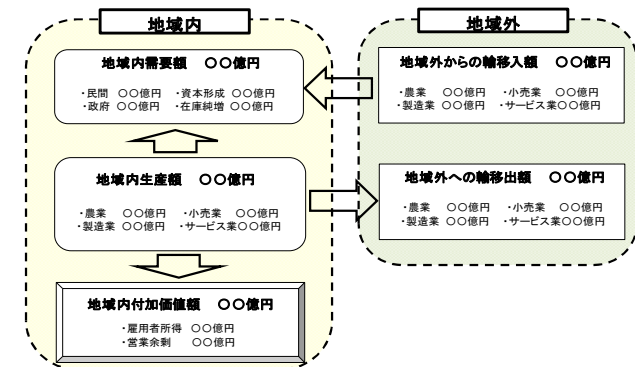 地域内
地域外
地域内需要額　〇〇億円
・民間　〇〇億円　・資本形成　〇〇億円
・政府　〇〇億円　・在庫純増　〇〇億円
地域外からの輸移入額　〇〇億円
・農業　〇〇億円　・小売業　〇〇億円
・製造業　〇〇億円　・サービス業〇〇億円
地域内生産額　〇〇億円
・農業　〇〇億円　・小売業　〇〇億円
・製造業　〇〇億円　・サービス業〇〇億円
地域外への輸移出額　〇〇億円
・農業　〇〇億円　・小売業　〇〇億円
・製造業　〇〇億円　・サービス業〇〇億円
地域内付加価値額　〇〇億円
・雇用者所得　〇〇億円
・営業余剰　〇〇億円